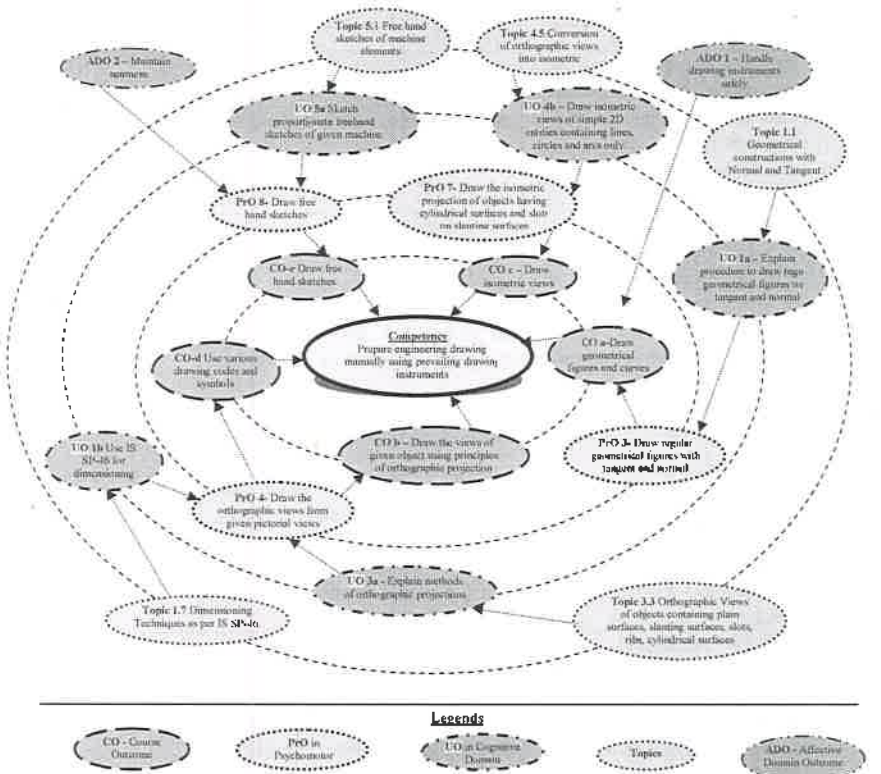 Topic 5.1 Free hand
sketches of machine
elements
Topic 4.5 Conversion
of orthographic views
into isometric
ADO 2 – Maintain
neatness
ADO 1 – Handle
drawing instruments
safely
UO 5a Sketch
proportionate freehand
sketches of given machine
UO 4b – Draw isometric
views of simple 2D
entities containing lines,
circles and arcs only
Topic 1.1
Geometrical
constructions with
Normal and Tangent
PrO 8- Draw free
hand sketches
PrO 7- Draw the isometric
projection of objects having
cylindrical surfaces and slots
on slanting surfaces
UO 1a – Explain
procedure to draw regu
geometrical figures wi
tangent and normal
CO-e Draw free
hand sketches
CO c – Draw
isometric views
Competency
Prepare engineering drawing
manually using prevailing drawing
instruments
CO-d Use various
drawing codes and
symbols
CO a-Draw
geometrical
figures and curves
UO 1b Use IS
SP-46 for
dimensioning
CO b – Draw the views of
given object using principles
of orthographic projection
PrO 3- Draw regular
geometrical figures with
tangent and normal
PrO 4- Draw the
orthographic views from
given pictorial views
UO 3a - Explain methods
of orthographic projections
Topic 1.7 Dimensioning
Techniques as per IS SP-46
Topic 3.3 Orthographic Views
of objects containing plain
surfaces, slanting surfaces, slots,
ribs, cylindrical surfaces
Legends
CO - Course
Outcome
PrO in
Psychomotor
UO in Cognitive
Domain
Topics
ADO - Affective
Domain Outcome